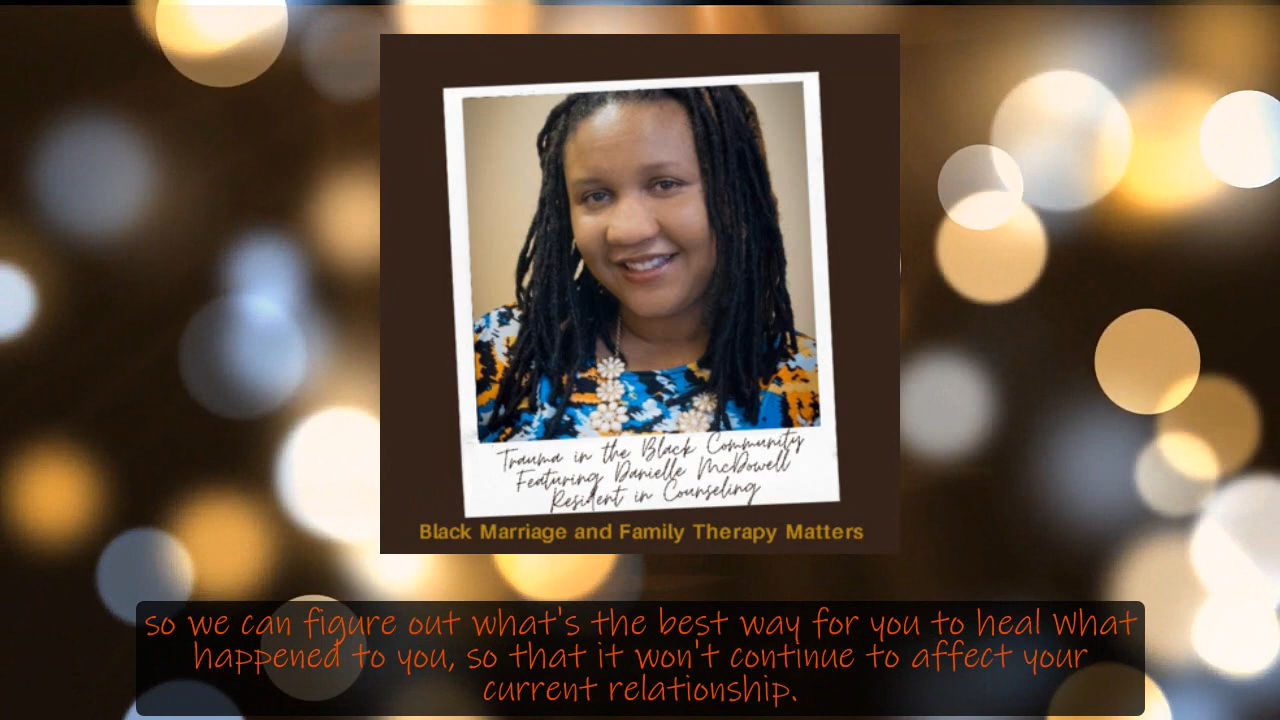 Trauma in the Black Community
Featuring Danielle McDowell
Resident in Counseling
Black Marriage and Family Therapy Matters
so we can figure out what's the best way for you to heal What
happened to you, so that it won't continue to affect your
current relationship.